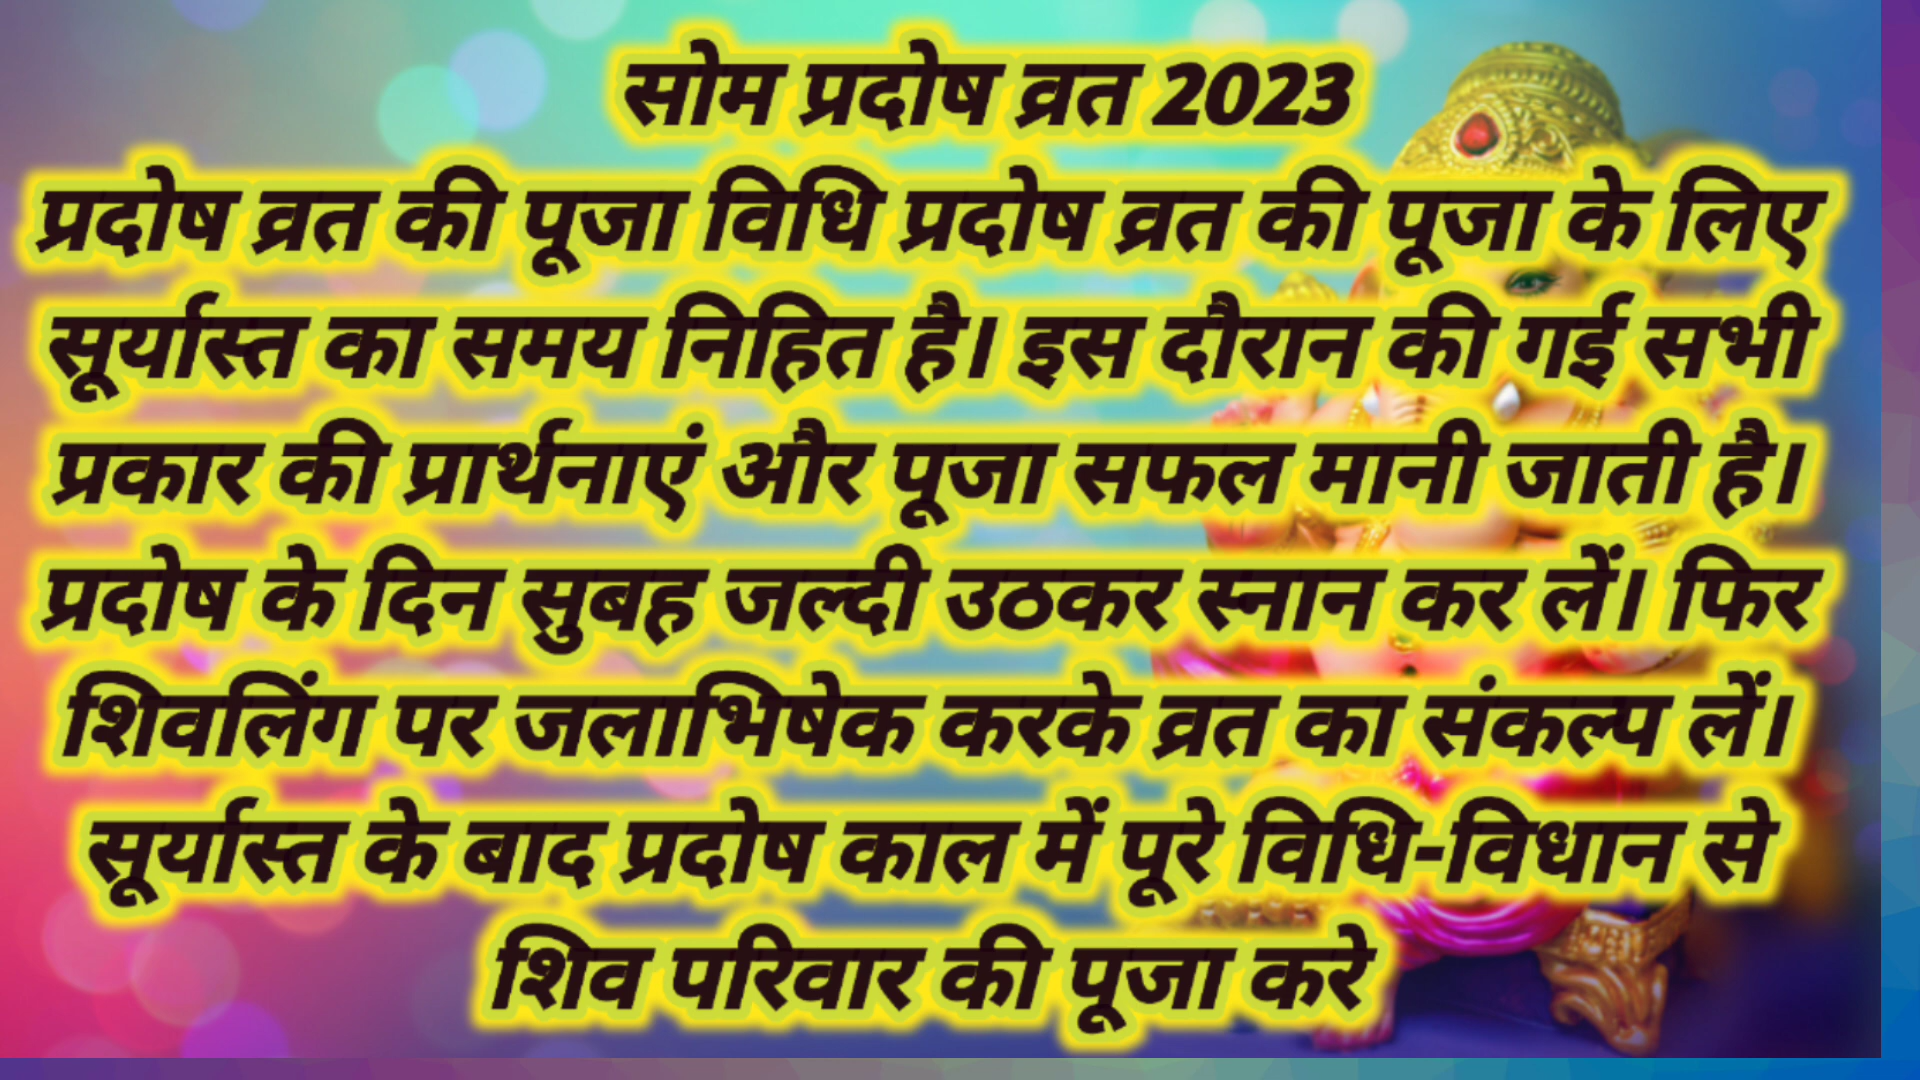 सोम प्रदोष व्रत 2023
प्रदोष व्रत की पूजा विधि प्रदोष व्रत की पूजा के लिए
सूर्यास्त का समय निहित है। इस दौरान की गई सभी
प्रकार की प्रार्थनाएं और पूजा सफल मानी जाती है।
प्रदोष के दिन सुबह जल्दी उठकर स्नान कर लें। फिर
शिवलिंग पर जलाभिषेक करके व्रत का संकल्प लें।
सूर्यास्त के बाद प्रदोष काल में पूरे विधि-विधान से
शिव परिवार की पूजा करे